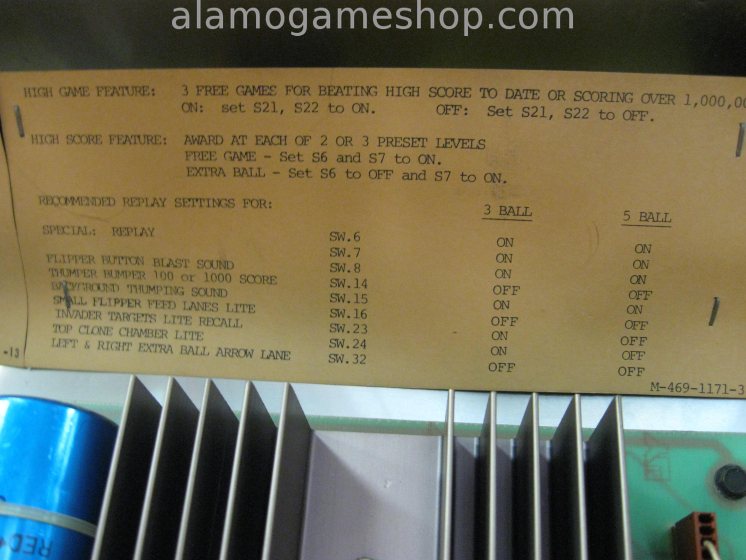 alamogameshop.com
HIGH GAME FEATURE: 3 FREE GAMES FOR BEATING HIGH SCORE TO DATE OR SCORING OVER 1,000,00
ON: set S21, S22 to ON. OFF: Set S21, S22 to OFF.
HIGH SCORE FEATURE: AWARD AT EACH OF 2 OR 3 PRESET LEVELS
FREE GAME - Set S6 and S7 to ON.
EXTRA BALL - Set S6 to OFF and S7 to ON.
RECOMMENDED REPLAY SETTINGS FOR: 3 BALL 5 BALL
SPECIAL: REPLAY SW.6 ON ON
SW.7 ON ON
FLIPPER BUTTON BLAST SOUND SW.8 ON ON
THUMPER BUMPER 100 or 1000 SCORE SW.14 OFF OFF
BACKGROUND THUMPING SOUND SW.15 ON ON
SMALL FLIPPER FEED LANES LITE SW.16 OFF OFF
INVADER TARGETS LITE RECALL SW.23 ON OFF
TOP CLONE CHAMBER LITE SW.24 ON OFF
LEFT & RIGHT EXTRA BALL ARROW LANE SW.32 OFF OFF
-13
M-469-1171-3